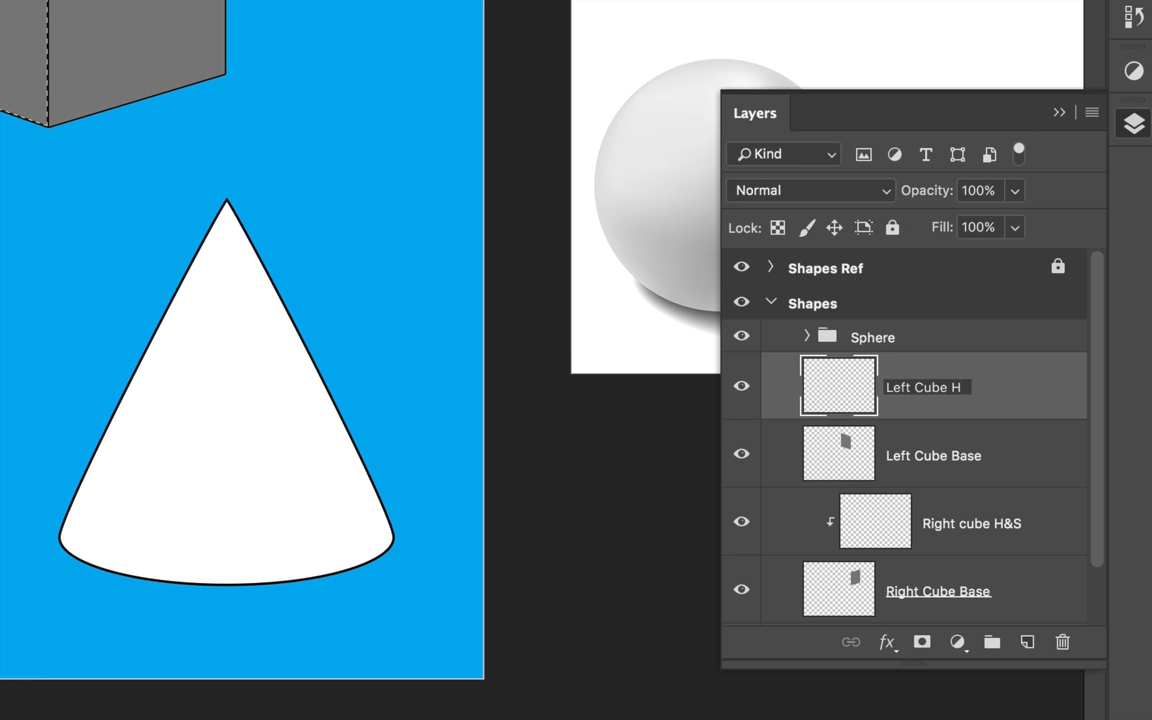 Layers
Kind
Normal
Opacity: 100%
Lock:
Fill: 100%
Shapes Ref
Shapes
Sphere
Left Cube H
Left Cube Base
Right cube H&S
Right Cube Base
fx